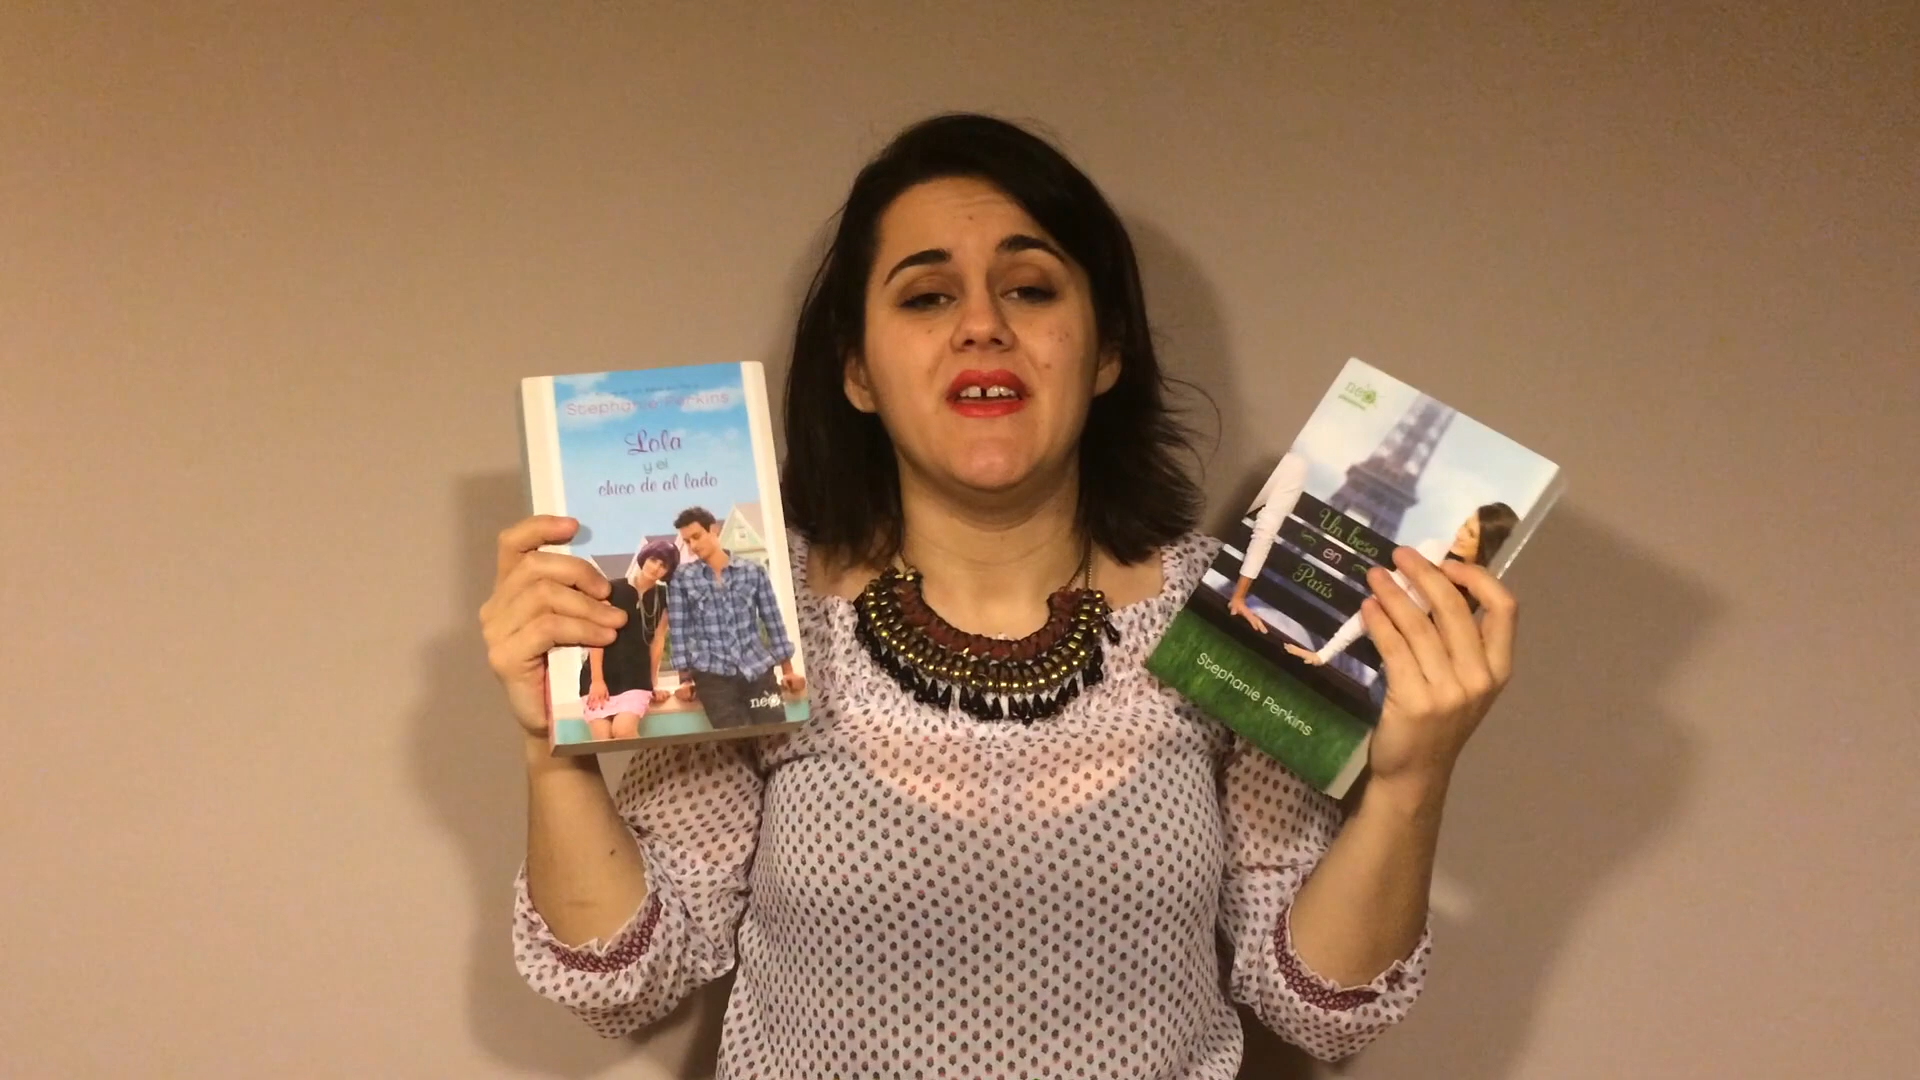 Stephanie Perkins
Lola
y el
chico de al lado
neo
neo
Un beso
en
París
Stephanie Perkins